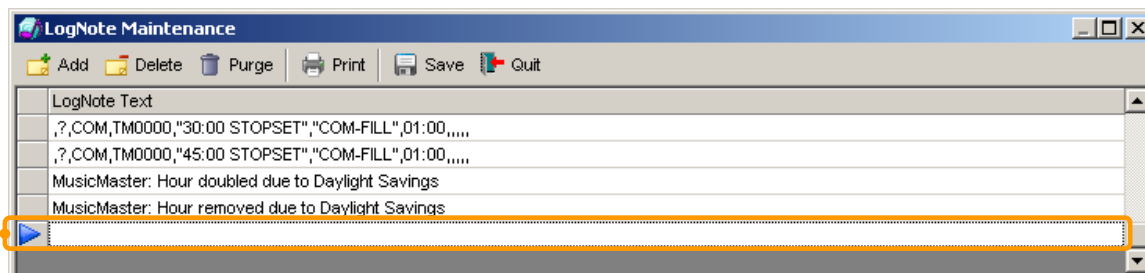 LogNote Maintenance
Add Delete Purge Print Save Quit
LogNote Text
,?,COM,TM0000,"30:00 STOPSET","COM-FILL",01:00,,,,,
,?,COM,TM0000,"45:00 STOPSET","COM-FILL",01:00,,,,,
MusicMaster: Hour doubled due to Daylight Savings
MusicMaster: Hour removed due to Daylight Savings